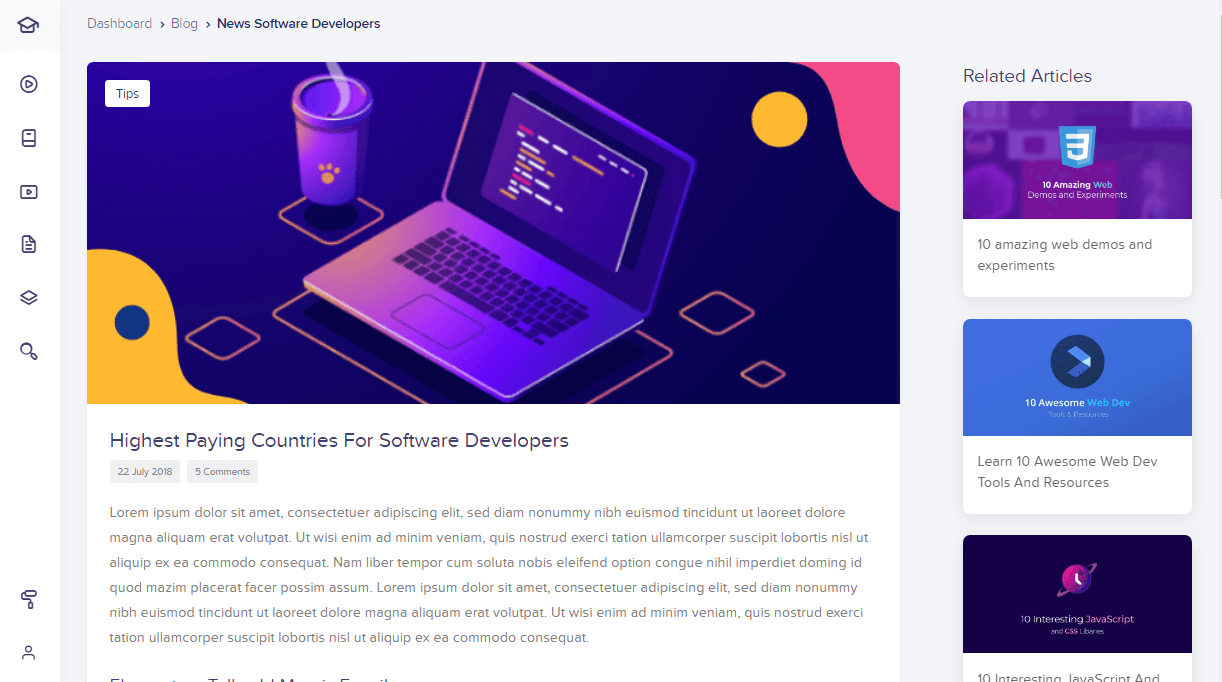 Dashboard › Blog › News Software Developers
Tips
Highest Paying Countries For Software Developers
22 July 2018
5 Comments
Lorem ipsum dolor sit amet, consectetuer adipiscing elit, sed diam nonummy nibh euismod tincidunt ut laoreet dolore
magna aliquam erat volutpat. Ut wisi enim ad minim veniam, quis nostrud exerci tation ullamcorper suscipit lobortis nisl ut
aliquip ex ea commodo consequat. Nam liber tempor cum soluta nobis eleifend option congue nihil imperdiet doming id
quod mazim placerat facer possim assum. Lorem ipsum dolor sit amet, consectetuer adipiscing elit, sed diam nonummy
nibh euismod tincidunt ut laoreet dolore magna aliquam erat volutpat. Ut wisi enim ad minim veniam, quis nostrud exerci
tation ullamcorper suscipit lobortis nisl ut aliquip ex ea commodo consequat.
Related Articles
10 Amazing Web
Demos and Experiments
10 amazing web demos and
experiments
10 Awesome Web Dev
Tools & Resources
Learn 10 Awesome Web Dev
Tools And Resources
10 Interesting JavaScript
and CSS Libaries
10 Interesting JavaScript And